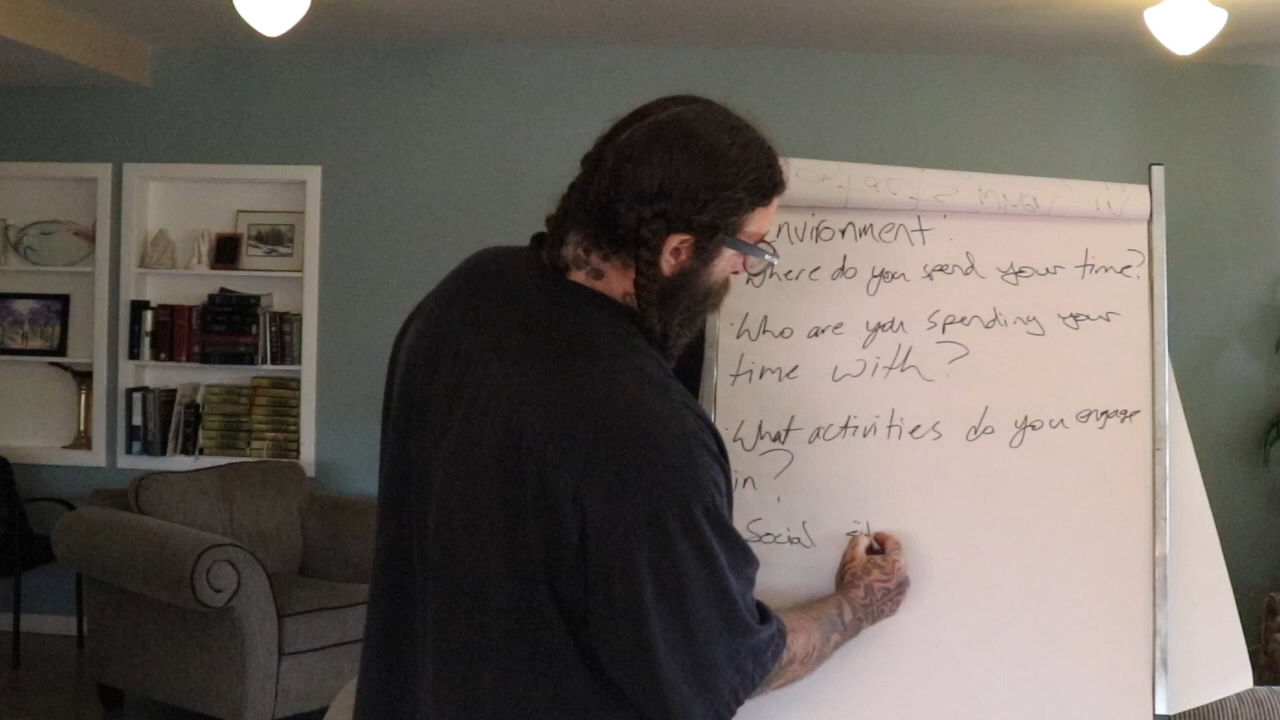 nvironment:
Where do you spend your time?
Who are you spending your
time with?
What activities do you engage
in?
Social